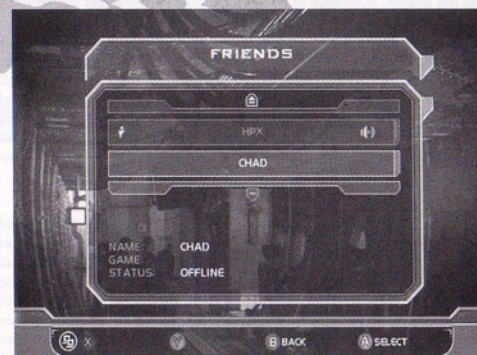 FRIENDS
HPX
CHAD
NAME: CHAD
GAME:
STATUS: OFFLINE
X Y B BACK A SELECT